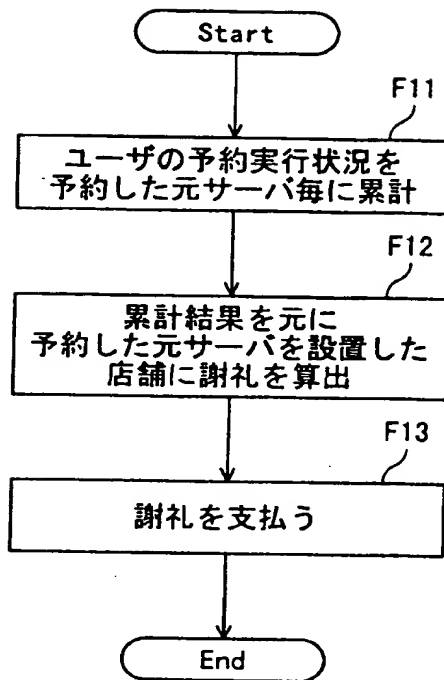 Start
F11
ユーザの予約実行状況を
予約した元サーバ毎に累計
F12
累計結果を元に
予約した元サーバを設置した
店舗に謝礼を算出
F13
謝礼を支払う
End